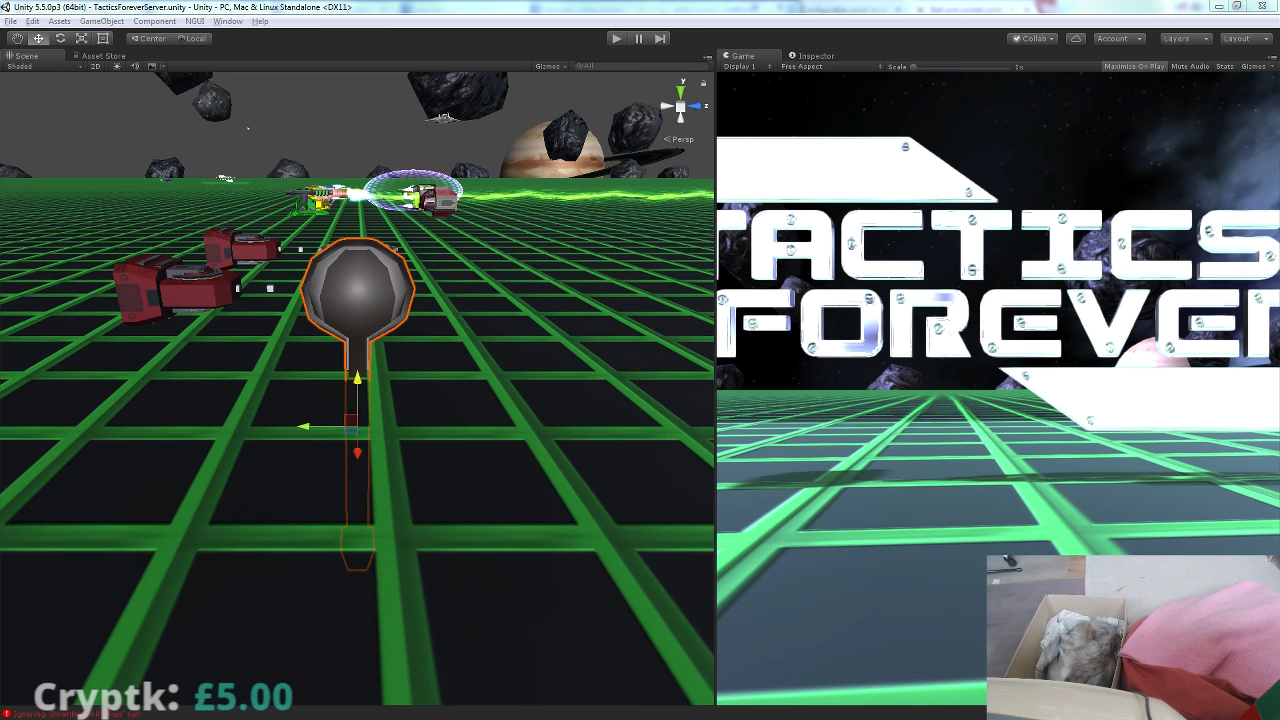 Unity 5.5.0p3 (64bit) - TacticsForeverServer.unity - Unity - PC, Mac & Linux Standalone <DX11>
File Edit Assets GameObject Component NGUI Window Help
Center Local Collab Account Layers Layout
Scene Asset Store Game Inspector
Shaded 2D Gizmos All Display 1 Free Aspect Scale 1x Maximize On Play Mute Audio Stats Gizmos
y
z
Persp
TACTICS
FOREVER
Cryptk: £5.00